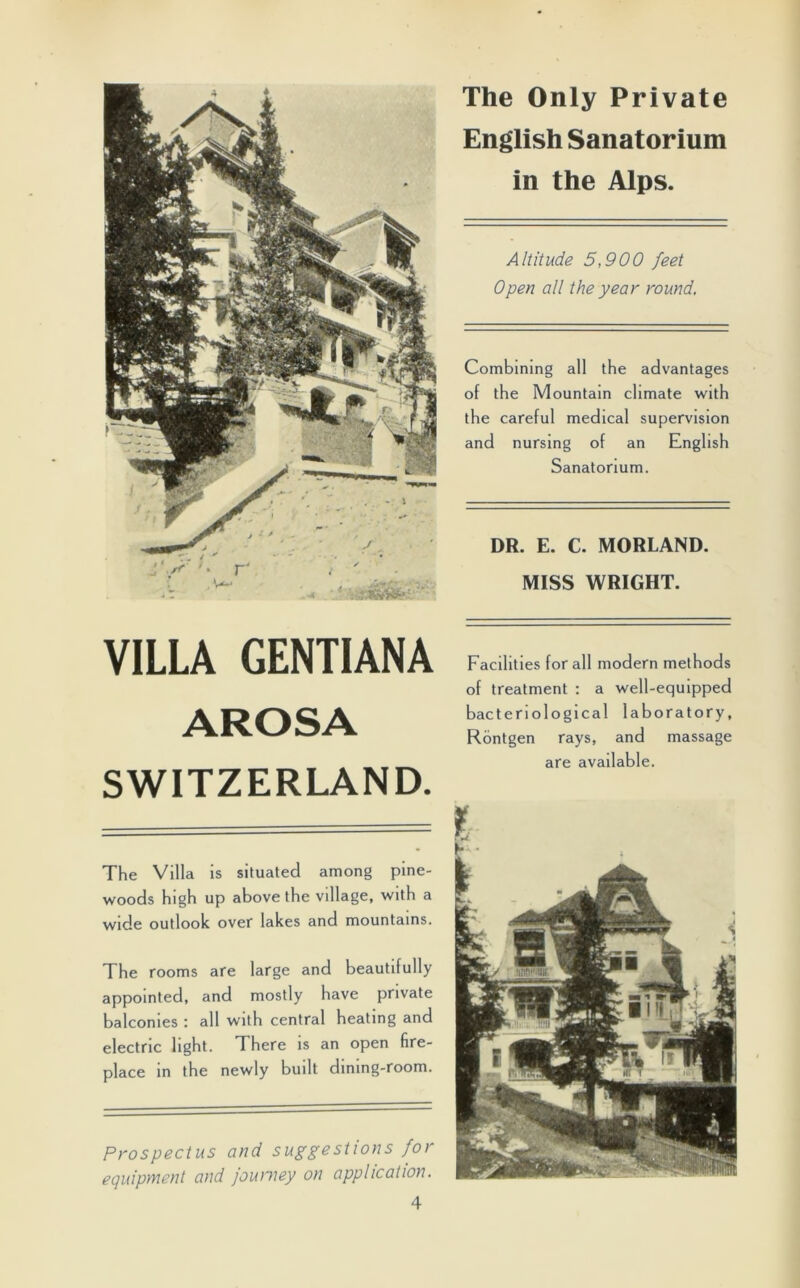 VILLA GENTIANA
AROSA
SWITZERLAND.
The Villa is situated among pine-
woods high up above the village, with a
wide outlook over lakes and mountains.
The rooms are large and beautifully
appointed, and mostly have private
balconies : all with central heating and
electric light. There is an open fire-
place in the newly built dining-room.
Prospectus and suggestions for
equipment and journey on application.
The Only Private
English Sanatorium
in the Alps.
Altitude 5,900 feet
Open all the year round.
Combining all the advantages
of the Mountain climate with
the careful medical supervision
and nursing of an English
Sanatorium.
DR. E. C. MORLAND.
MISS WRIGHT.
Facilities for all modern methods
of treatment : a well-equipped
bacteriological laboratory,
Röntgen rays, and massage
are available.
4